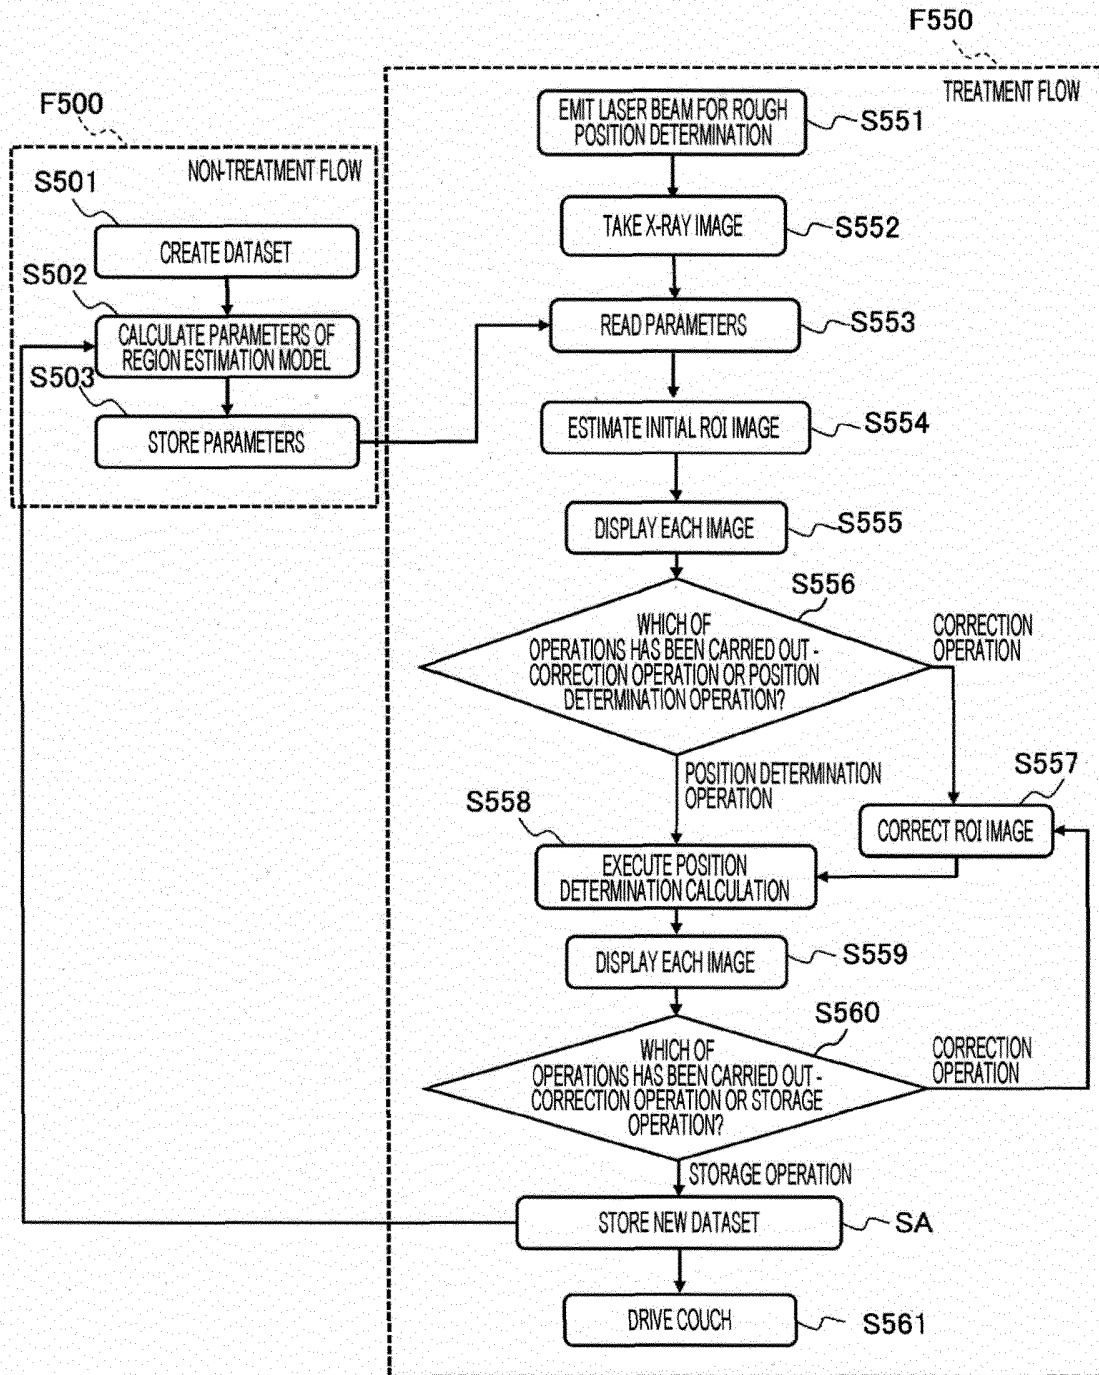 F550
TREATMENT FLOW
F500
NON-TREATMENT FLOW
S501
CREATE DATASET
S502
CALCULATE PARAMETERS OF
REGION ESTIMATION MODEL
S503
STORE PARAMETERS
EMIT LASER BEAM FOR ROUGH
POSITION DETERMINATION
S551
TAKE X-RAY IMAGE
S552
READ PARAMETERS
S553
ESTIMATE INITIAL ROI IMAGE
S554
DISPLAY EACH IMAGE
S555
S556
WHICH OF
OPERATIONS HAS BEEN CARRIED OUT -
CORRECTION OPERATION OR POSITION
DETERMINATION OPERATION?
CORRECTION
OPERATION
POSITION DETERMINATION
OPERATION
S557
CORRECT ROI IMAGE
S558
EXECUTE POSITION
DETERMINATION CALCULATION
DISPLAY EACH IMAGE
S559
S560
WHICH OF
OPERATIONS HAS BEEN CARRIED OUT -
CORRECTION OPERATION OR STORAGE
OPERATION?
CORRECTION
OPERATION
STORAGE OPERATION
STORE NEW DATASET
SA
DRIVE COUCH
S561